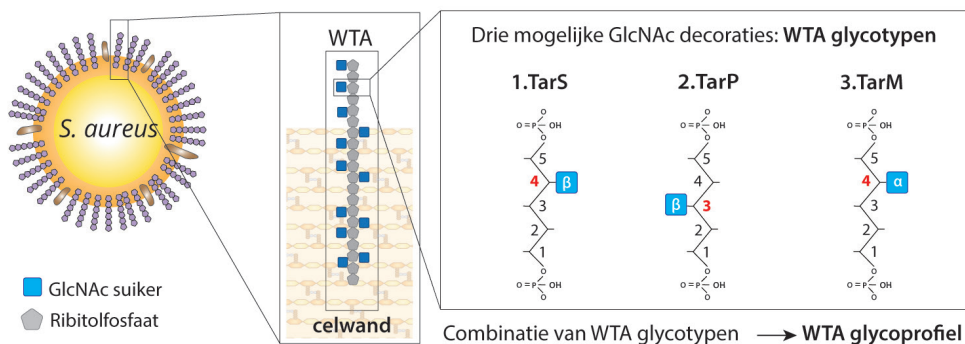 S. aureus
GlcNAc suiker
Ribitolfosfaat
WTA
celwand
Drie mogelijke GlcNAc decoraties: WTA glycotypen
1.TarS
O=P-OH
O
O
5
4 β
3
2
1
O
O=P-OH
O
2.TarP
O=P-OH
O
O
5
4
β 3
2
1
O
O=P-OH
O
3.TarM
O=P-OH
O
O
5
4 α
3
2
1
O
O=P-OH
O
Combinatie van WTA glycotypen → WTA glycoprofiel